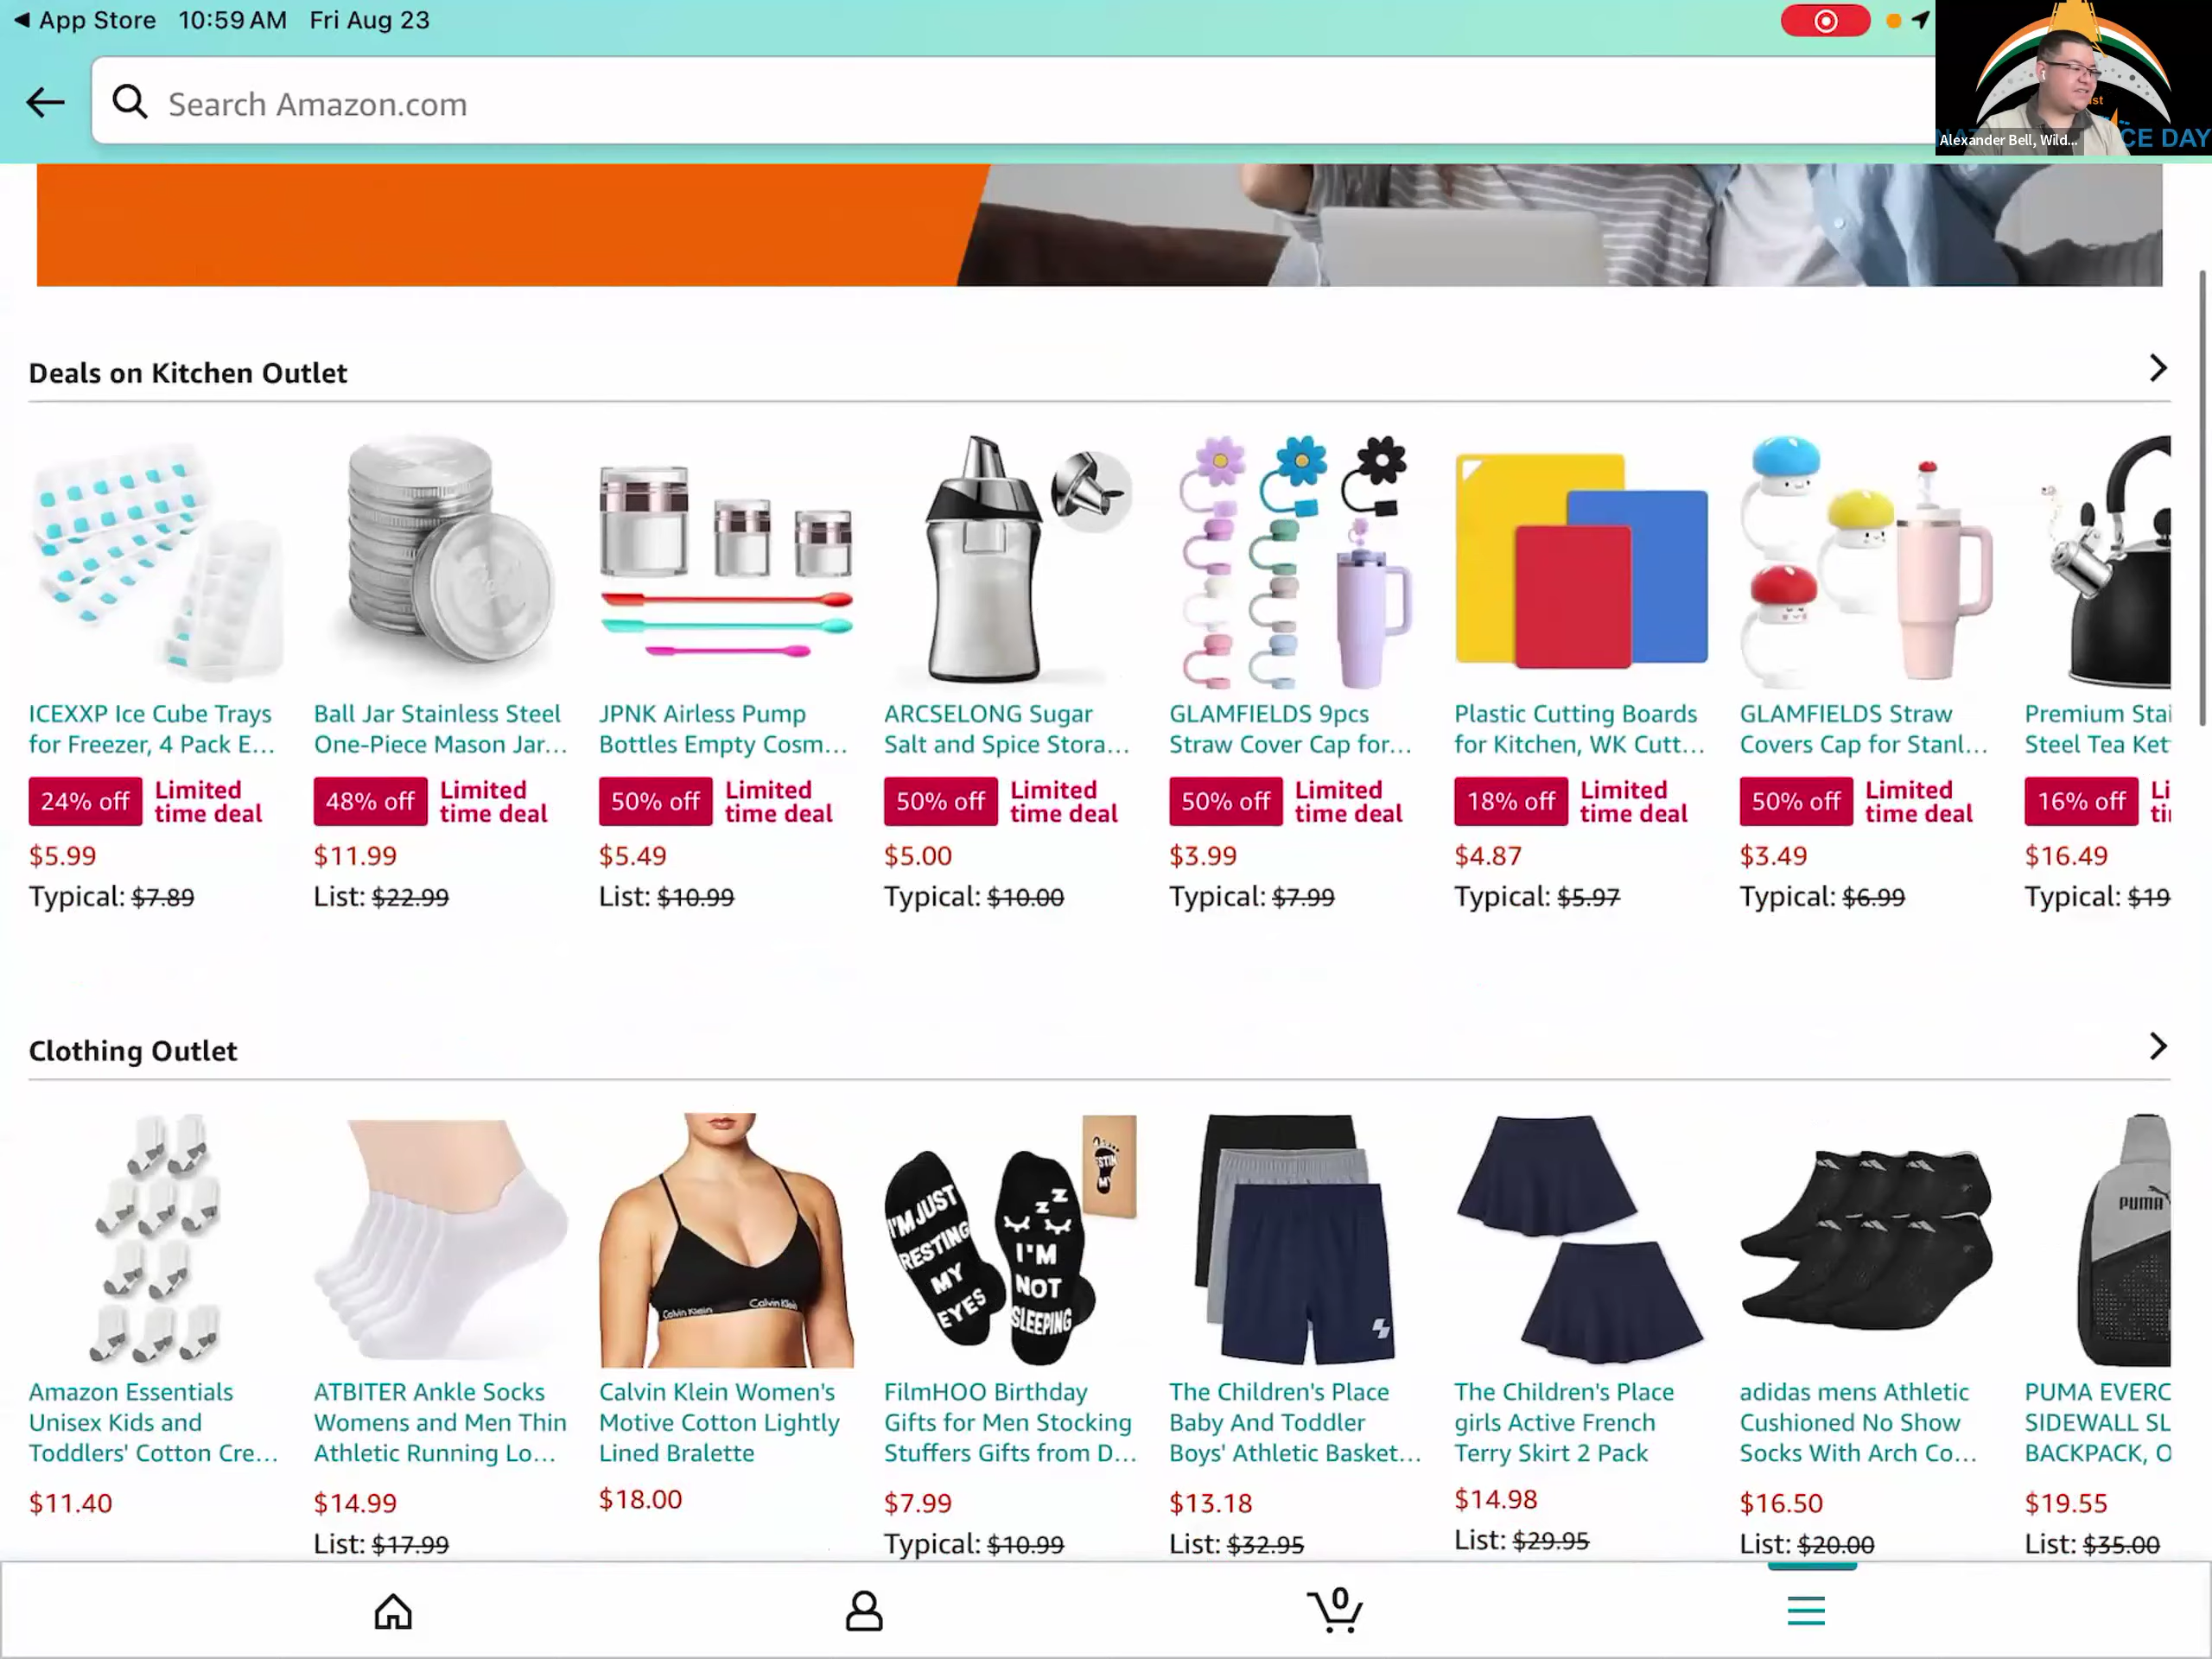 App Store 10:59 AM Fri Aug 23
Search Amazon.com
Alexander Bell, Wild...
CE DAY
Deals on Kitchen Outlet
ICEXXP Ice Cube Trays
for Freezer, 4 Pack E...
24% off Limited
time deal
$5.99
Typical: $7.89
Ball Jar Stainless Steel
One-Piece Mason Jar...
48% off Limited
time deal
$11.99
List: $22.99
JPNK Airless Pump
Bottles Empty Cosm...
50% off Limited
time deal
$5.49
List: $10.99
ARCSELONG Sugar
Salt and Spice Stora...
50% off Limited
time deal
$5.00
Typical: $10.00
GLAMFIELDS 9pcs
Straw Cover Cap for...
50% off Limited
time deal
$3.99
Typical: $7.99
Plastic Cutting Boards
for Kitchen, WK Cutt...
18% off Limited
time deal
$4.87
Typical: $5.97
GLAMFIELDS Straw
Covers Cap for Stanl...
50% off Limited
time deal
$3.49
Typical: $6.99
Premium Stai
Steel Tea Ket
16% off Li
ti
$16.49
Typical: $19
Clothing Outlet
Calvin Klein Calvin Klein
I'M JUST
RESTING
MY
EYES
z z
I'M
NOT
SLEEPING
PUMA
Amazon Essentials
Unisex Kids and
Toddlers' Cotton Cre...
$11.40
ATBITER Ankle Socks
Womens and Men Thin
Athletic Running Lo...
$14.99
List: $17.99
Calvin Klein Women's
Motive Cotton Lightly
Lined Bralette
$18.00
FilmHOO Birthday
Gifts for Men Stocking
Stuffers Gifts from D...
$7.99
Typical: $10.99
The Children's Place
Baby And Toddler
Boys' Athletic Basket...
$13.18
List: $32.95
The Children's Place
girls Active French
Terry Skirt 2 Pack
$14.98
List: $29.95
adidas mens Athletic
Cushioned No Show
Socks With Arch Co...
$16.50
List: $20.00
PUMA EVERC
SIDEWALL SL
BACKPACK, O
$19.55
List: $35.00
0